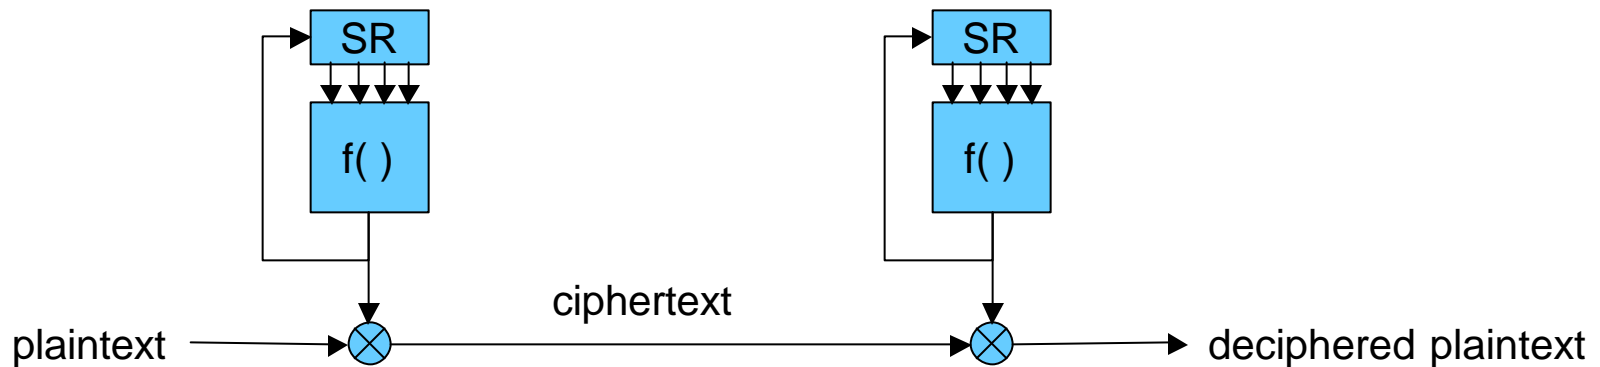 SR
SR
f( )
f( )
ciphertext
plaintext
deciphered plaintext